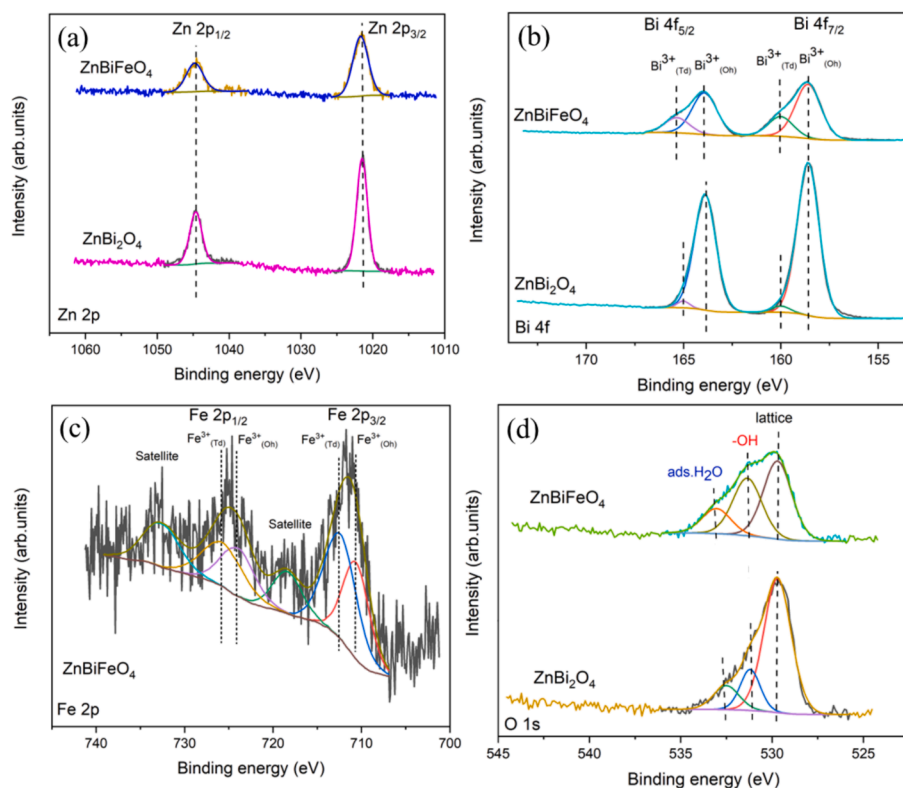 (a)
Zn 2p1/2
Zn 2p3/2
ZnBiFeO4
ZnBi2O4
Zn 2p
Intensity (arb.units)
1060 1050 1040 1030 1020 1010
Binding energy (eV)
(b)
Bi 4f5/2
Bi 4f7/2
Bi3+(Td) Bi3+(Oh)
Bi3+(Td) Bi3+(Oh)
ZnBiFeO4
ZnBi2O4
Bi 4f
Intensity (arb.units)
170 165 160 155
Binding energy (eV)
(c)
Fe 2p1/2
Fe 2p3/2
Fe3+(Td) Fe3+(Oh)
Fe3+(Td) Fe3+(Oh)
Satellite
Satellite
ZnBiFeO4
Fe 2p
Intensity (arb.units)
740 730 720 710 700
Binding energy (eV)
(d)
lattice
-OH
ads.H2O
ZnBiFeO4
ZnBi2O4
O 1s
Intensity (arb.units)
545 540 535 530 525
Binding energy (eV)